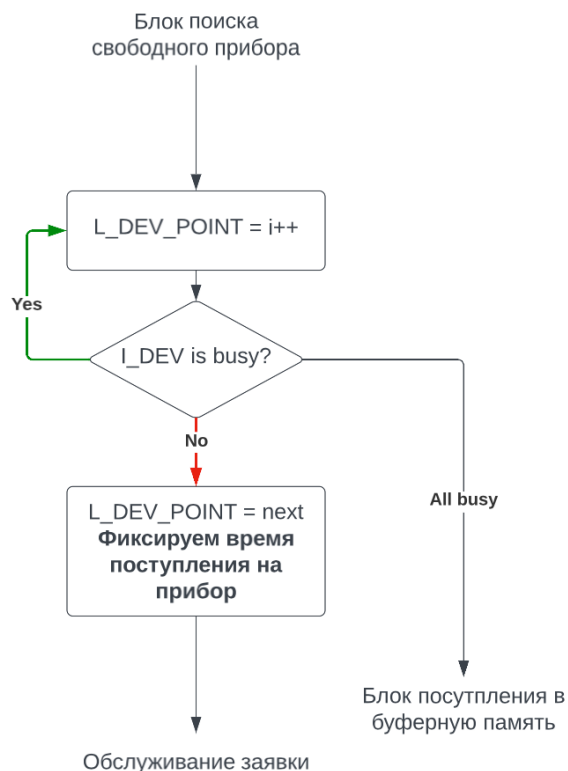 Блок поиска
свободного прибора
L_DEV_POINT = i++
Yes
I_DEV is busy?
No
L_DEV_POINT = next
Фиксируем время
поступления на
прибор
All busy
Блок посутпления в
буферную память
Обслуживание заявки